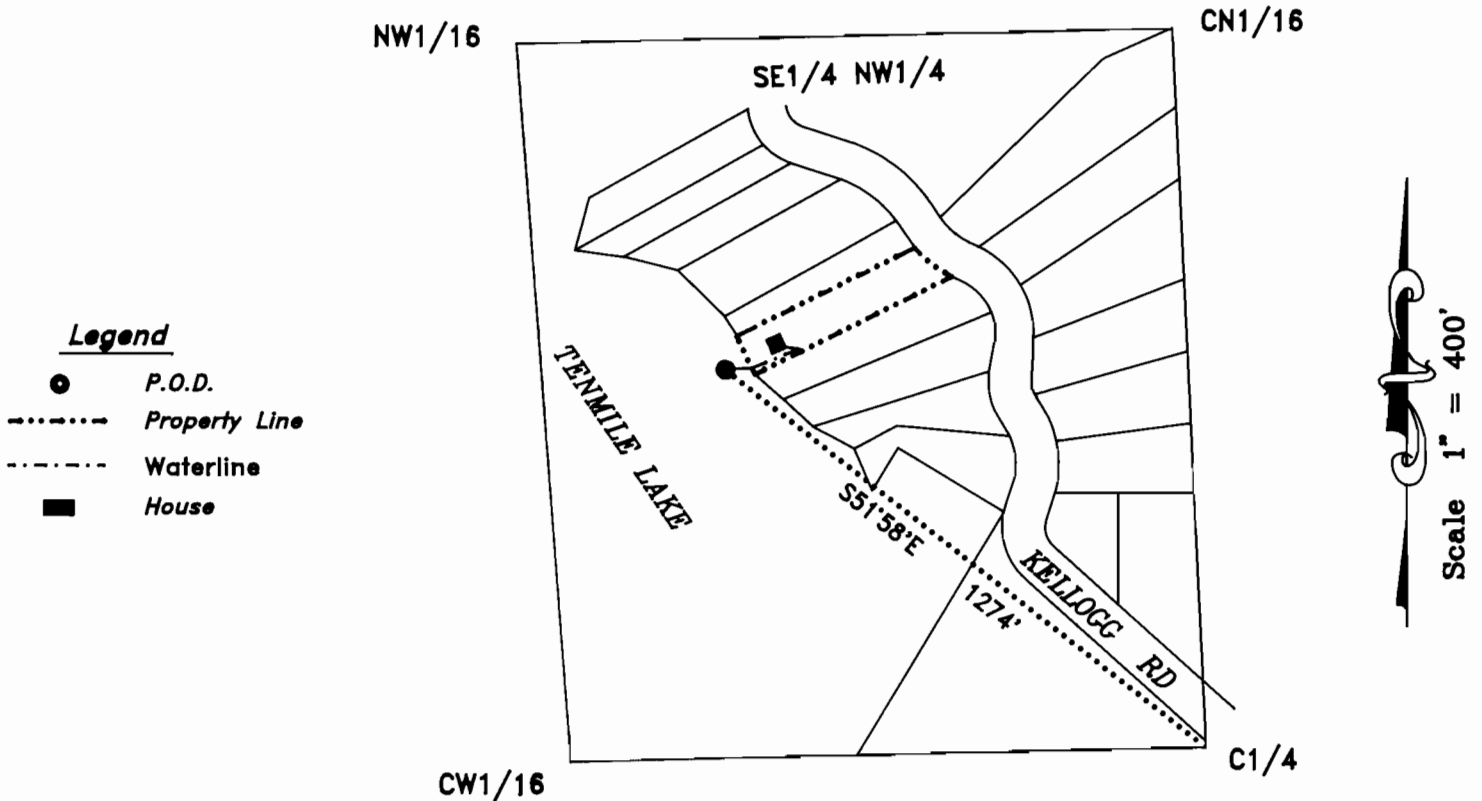 NW1/16
CN1/16
SE1/4 NW1/4
Legend
P.O.D.
Property Line
Waterline
House
TENMILE LAKE
S51°58'E
1274'
KELLOGG RD
Scale 1" = 400'
CW1/16
C1/4